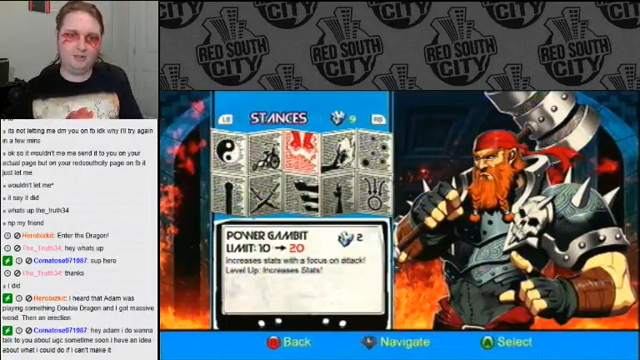 RED SOUTH CITY
RED SOUTH CITY
RED SOUTH CITY
RED SOUTH CITY
its not letting me dm you on fb idk why i'll try again
in a few mins
ok so it wouldn't me me send it to you on your
actual page but on your redsouthcity page on fb it
just let me
wouldn't let me*
it say it did
whats up the_truth34
np my friend
Herobizkit: Enter the Dragon!
The_Truth34: hey whats up
Comatose971987: sup hero
The_Truth34: thanks
I did
Herobizkit: I heard that Adam was
playng something Double Dragon and I got massive
wood. Then an erection.
Comatose971987: hey adam i do wanna
talk to you about ugc sometime soon i have an idea
about what i could do if i can't make it
LB STANCES 9 RB
POWER GAMBIT
2
LIMIT: 10 → 20
Increases stats with a focus on attack!
Level Up: Increases Stats!
B Back Navigate A Select